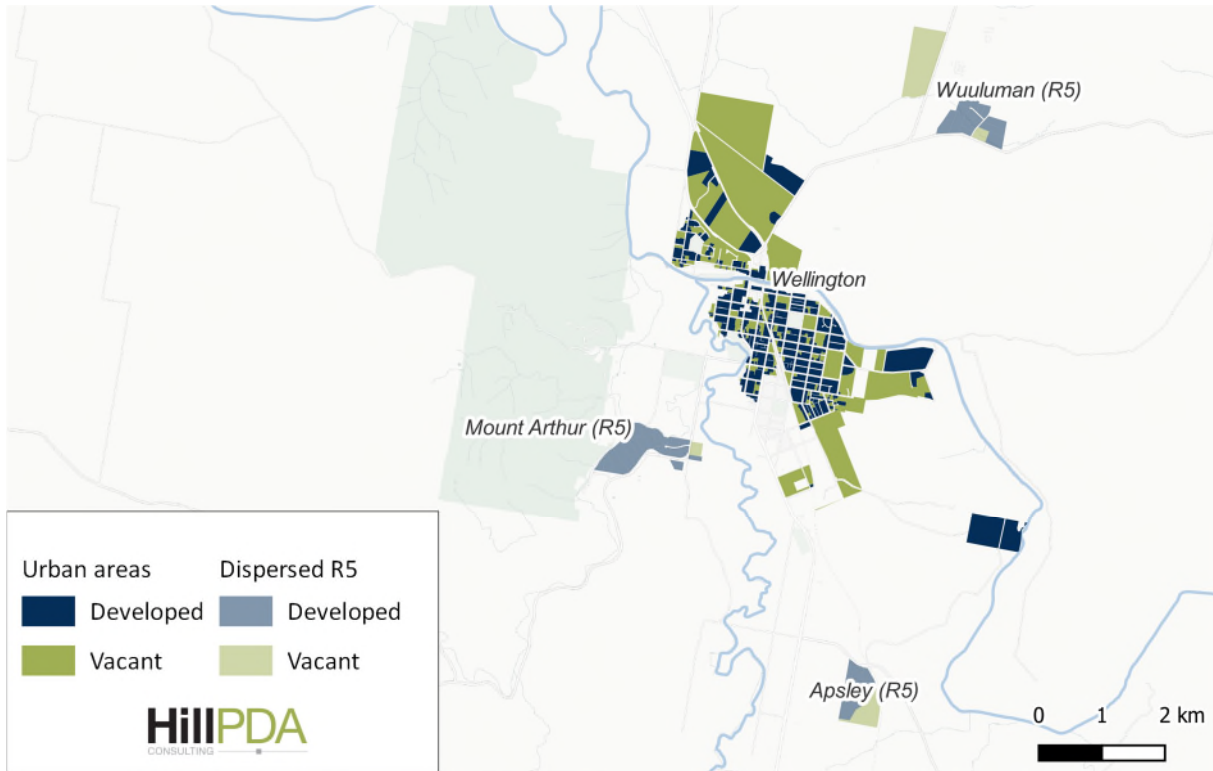 Wuuluman (R5)
Wellington
Mount Arthur (R5)
Apsley (R5)
Urban areas
Dispersed R5
Developed
Developed
Vacant
Vacant
HillPDA
CONSULTING
0 1 2 km